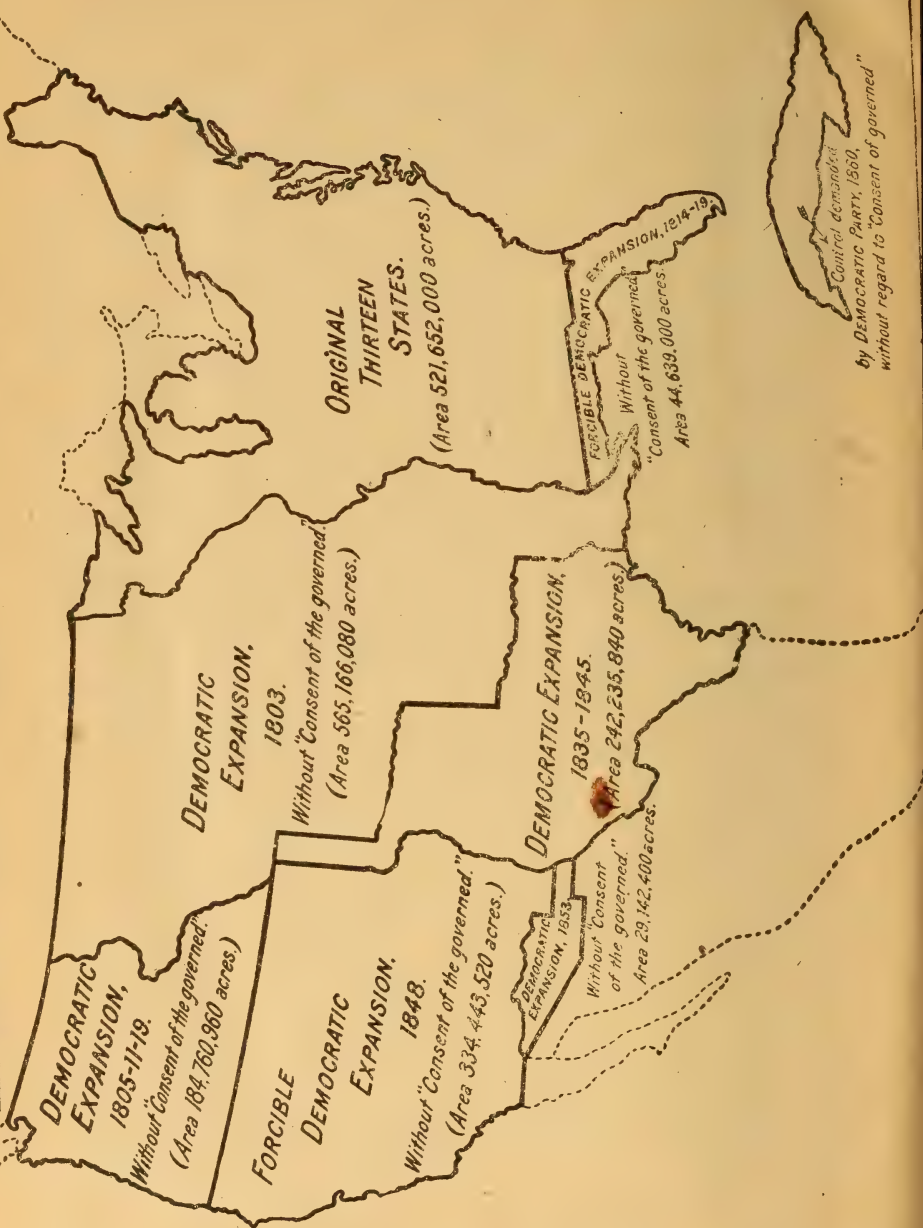 DEMOCRATIC
EXPANSION,
1805-11-19.
Without "Consent of the governed."
(Area 184,760,960 acres.)
DEMOCRATIC
EXPANSION,
1803.
Without "Consent of the governed."
(Area 565,166,080 acres.)
ORIGINAL
THIRTEEN
STATES.
(Area 521,652,000 acres.)
FORCIBLE
DEMOCRATIC
EXPANSION.
1848.
Without "Consent of the governed."
(Area 334,443,520 acres.)
DEMOCRATIC EXPANSION,
1835-1845.
(Area 242,235,840 acres.)
FORCIBLE DEMOCRATIC EXPANSION, 1814-19.
Without
"Consent of the governed"
Area 44,639,000 acres.
DEMOCRATIC
EXPANSION, 1853
Without "Consent
of the governed."
Area 29,142,400 acres.
Control demanded
by DEMOCRATIC PARTY, 1860,
without regard to "Consent of governed"